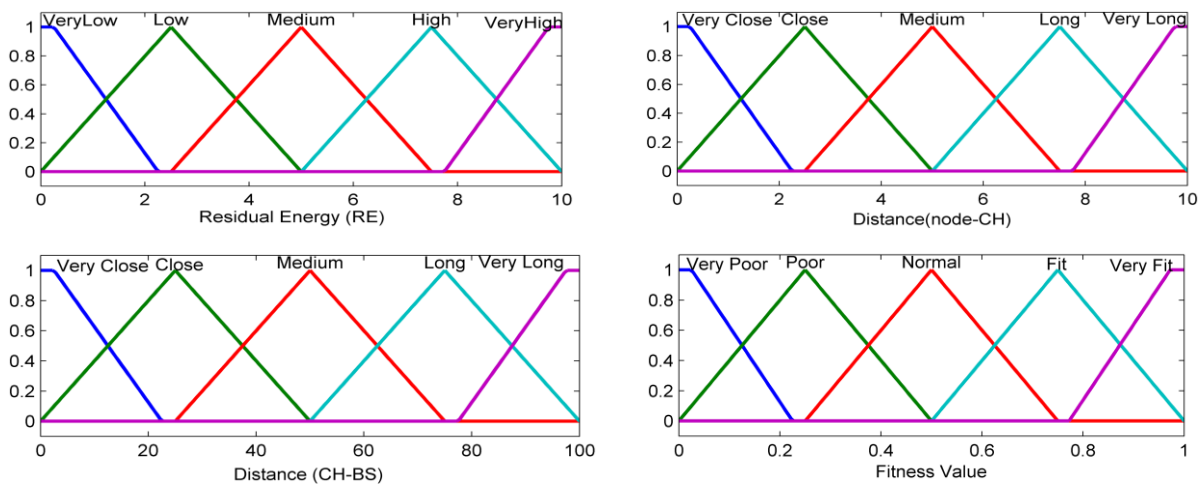 VeryLow Low Medium High VeryHigh
1
0.8
0.6
0.4
0.2
0
0 2 4 6 8 10
Residual Energy (RE)
Very Close Close Medium Long Very Long
1
0.8
0.6
0.4
0.2
0
0 2 4 6 8 10
Distance(node-CH)
Very Close Close Medium Long Very Long
1
0.8
0.6
0.4
0.2
0
0 20 40 60 80 100
Distance (CH-BS)
Very Poor Poor Normal Fit Very Fit
1
0.8
0.6
0.4
0.2
0
0 0.2 0.4 0.6 0.8 1
Fitness Value